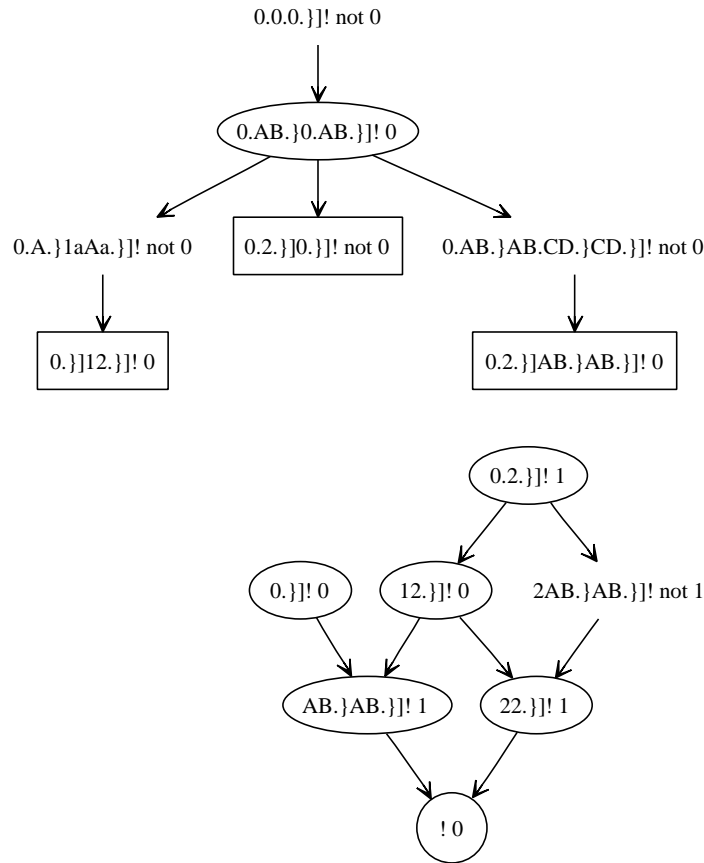 0.0.0.}]! not 0
0.AB.}0.AB.}]! 0
0.A.}1aAa.}]! not 0
0.2.}]0.}]! not 0
0.AB.}AB.CD.}CD.}]! not 0
0.}]12.}]! 0
0.2.}]AB.}AB.}]! 0
0.2.}]! 1
0.}]! 0
12.}]! 0
2AB.}AB.}]! not 1
AB.}AB.}]! 1
22.}]! 1
! 0